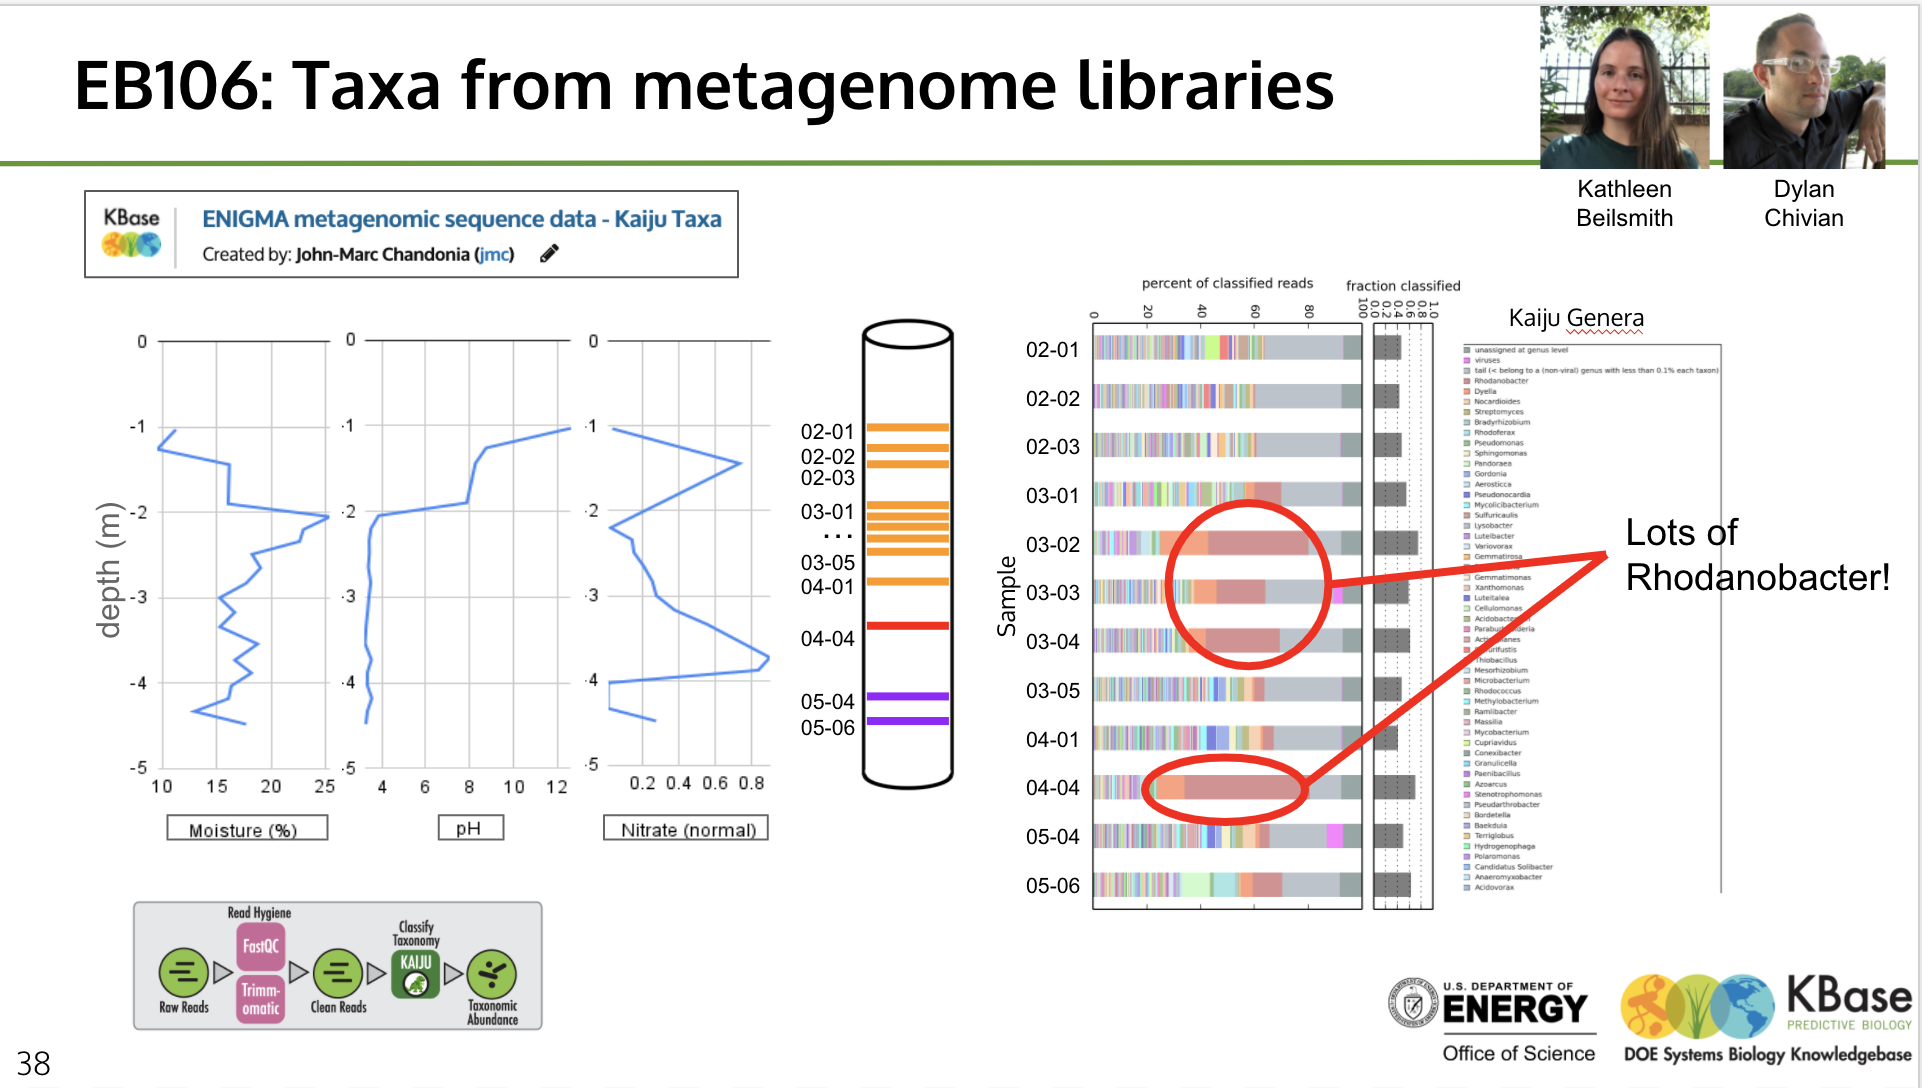 EB106: Taxa from metagenome libraries
Kathleen
Beilsmith
Dylan
Chivian
KBase
ENIGMA metagenomic sequence data - Kaiju Taxa
Created by: John-Marc Chandonia (jmc)
depth (m)
0
-1
-2
-3
-4
-5
10 15 20 25
Moisture (%)
0
-1
-2
-3
-4
-5
4 6 8 10 12
pH
0
-1
-2
-3
-4
-5
0.2 0.4 0.6 0.8
Nitrate (normal)
02-01
02-02
02-03
03-01
...
03-05
04-01
04-04
05-04
05-06
percent of classified reads
0 20 40 60 80 100
fraction classified
0.0 0.2 0.4 0.6 0.8 1.0
Sample
02-01
02-02
02-03
03-01
03-02
03-03
03-04
03-05
04-01
04-04
05-04
05-06
Kaiju Genera
unassigned at genus level
viruses
tail (< belong to a (non-viral) genus with less than 0.1% each taxon)
Rhodanobacter
Dyella
Nocardioides
Streptomyces
Bradyrhizobium
Rhodoferax
Pseudomonas
Sphingomonas
Pandoraea
Gordonia
Aerosticca
Pseudonocardia
Mycolicibacterium
Sulfuricaulis
Lysobacter
Luteibacter
Variovorax
Gemmatirosa
Gemmatimonas
Xanthomonas
Luteitalea
Cellulomonas
Thiobacillus
Mesorhizobium
Microbacterium
Rhodococcus
Methylobacterium
Ramlibacter
Massilia
Mycobacterium
Cupriavidus
Conexibacter
Granulicella
Paenibacillus
Azoarcus
Stenotrophomonas
Pseudarthrobacter
Bordetella
Baekduia
Terriglobus
Hydrogenophaga
Polaromonas
Candidatus Solibacter
Anaeromyxobacter
Acidovorax
Lots of
Rhodanobacter!
Raw Reads
Read Hygiene
FastQC
Trimm-
omatic
Clean Reads
Classify
Taxonomy
KAIJU
Taxonomic
Abundance
U.S. DEPARTMENT OF
ENERGY
Office of Science
KBase
PREDICTIVE BIOLOGY
DOE Systems Biology Knowledgebase
38